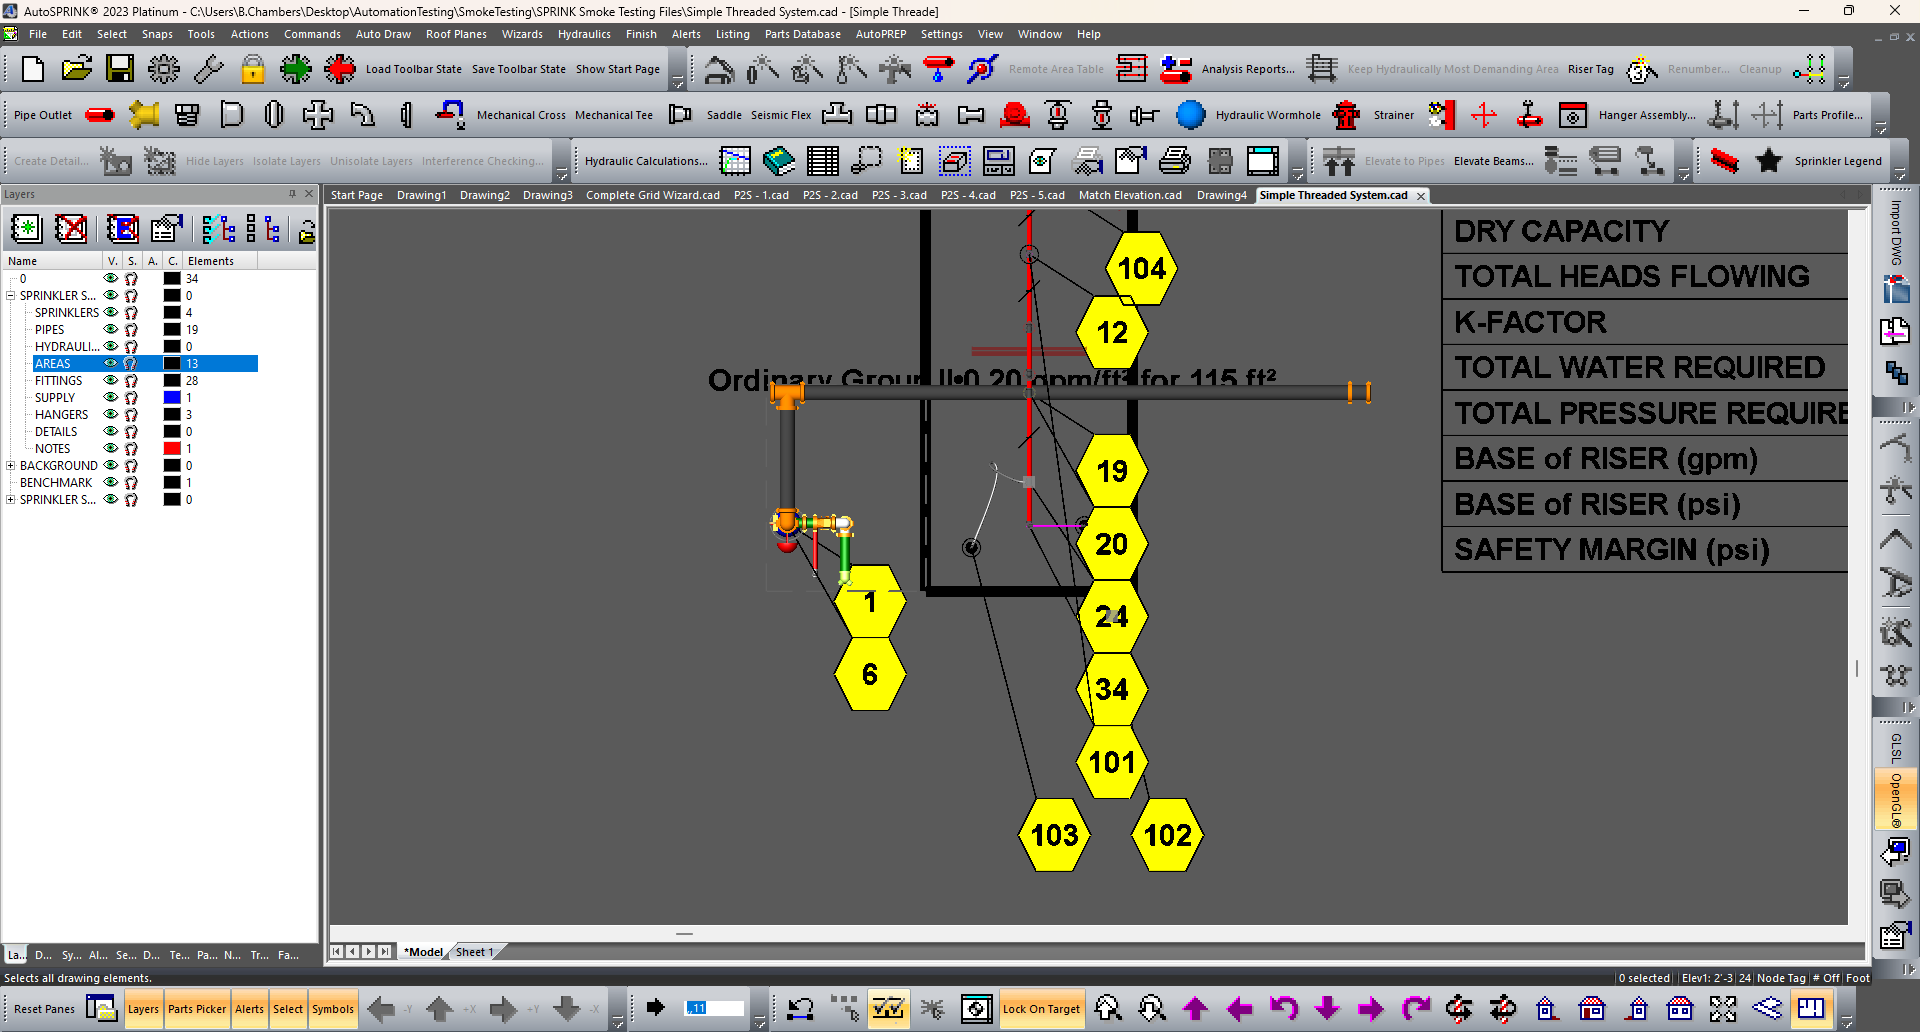 AutoSPRINK® 2023 Platinum - C:\Users\B.Chambers\Desktop\AutomationTesting\SmokeTesting\SPRINK Smoke Testing Files\Simple Threaded System.cad - [Simple Threade]
File Edit Select Snaps Tools Actions Commands Auto Draw Roof Planes Wizards Hydraulics Finish Alerts Listing Parts Database AutoPREP Settings View Window Help
Load Toolbar State Save Toolbar State Show Start Page Remote Area Table Analysis Reports... Keep Hydraulically Most Demanding Area Riser Tag Renumber... Cleanup
Pipe Outlet Mechanical Cross Mechanical Tee Saddle Seismic Flex Hydraulic Wormhole Strainer Hanger Assembly... Parts Profile...
Create Detail... Hide Layers Isolate Layers Unisolate Layers Interference Checking... Hydraulic Calculations... Elevate to Pipes Elevate Beams... Sprinkler Legend
Layers
Start Page Drawing1 Drawing2 Drawing3 Complete Grid Wizard.cad P2S - 1.cad P2S - 2.cad P2S - 3.cad P2S - 4.cad P2S - 5.cad Match Elevation.cad Drawing4 Simple Threaded System.cad
Name V. S. A. C. Elements
0 34
SPRINKLER S... 0
SPRINKLERS 4
PIPES 19
HYDRAULI... 0
AREAS 13
FITTINGS 28
SUPPLY 1
HANGERS 3
DETAILS 0
NOTES 1
BACKGROUND 0
BENCHMARK 1
SPRINKLER S... 0
104
12
Ordinary Group II•0.20 gpm/ft² for 115 ft²
19
20
24
34
101
103
102
1
6
DRY CAPACITY
TOTAL HEADS FLOWING
K-FACTOR
TOTAL WATER REQUIRED
TOTAL PRESSURE REQUIRE
BASE of RISER (gpm)
BASE of RISER (psi)
SAFETY MARGIN (psi)
Import DWG
GLSL
OpenGL®
La... D... Sy... Al... Se... D... Te... Pa... N... Tr... Fa...
*Model Sheet 1
Selects all drawing elements.
0 selected Elev1: 2'-3 24 Node Tag # Off Foot
Reset Panes Layers Parts Picker Alerts Select Symbols -Y +X +Y -X ,,11 Lock On Target